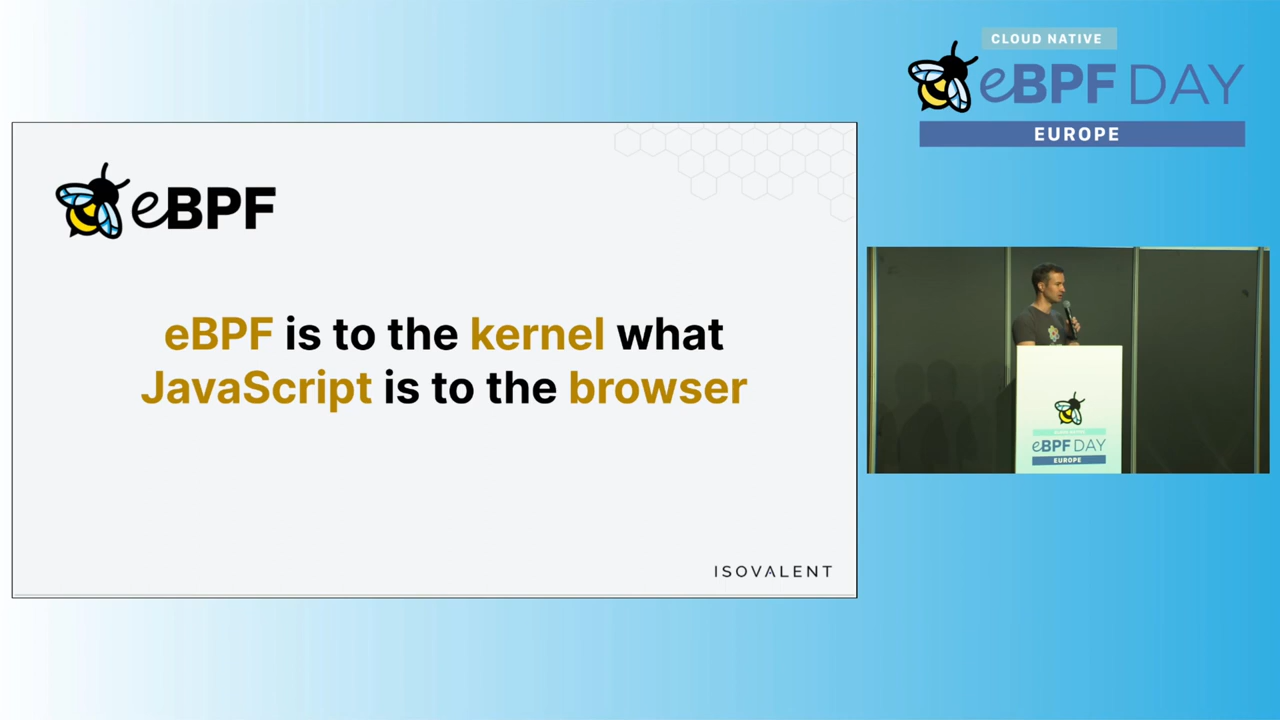 CLOUD NATIVE
eBPF DAY
EUROPE
eBPF
eBPF is to the kernel what
JavaScript is to the browser
ISOVALENT
eBPF DAY
EUROPE